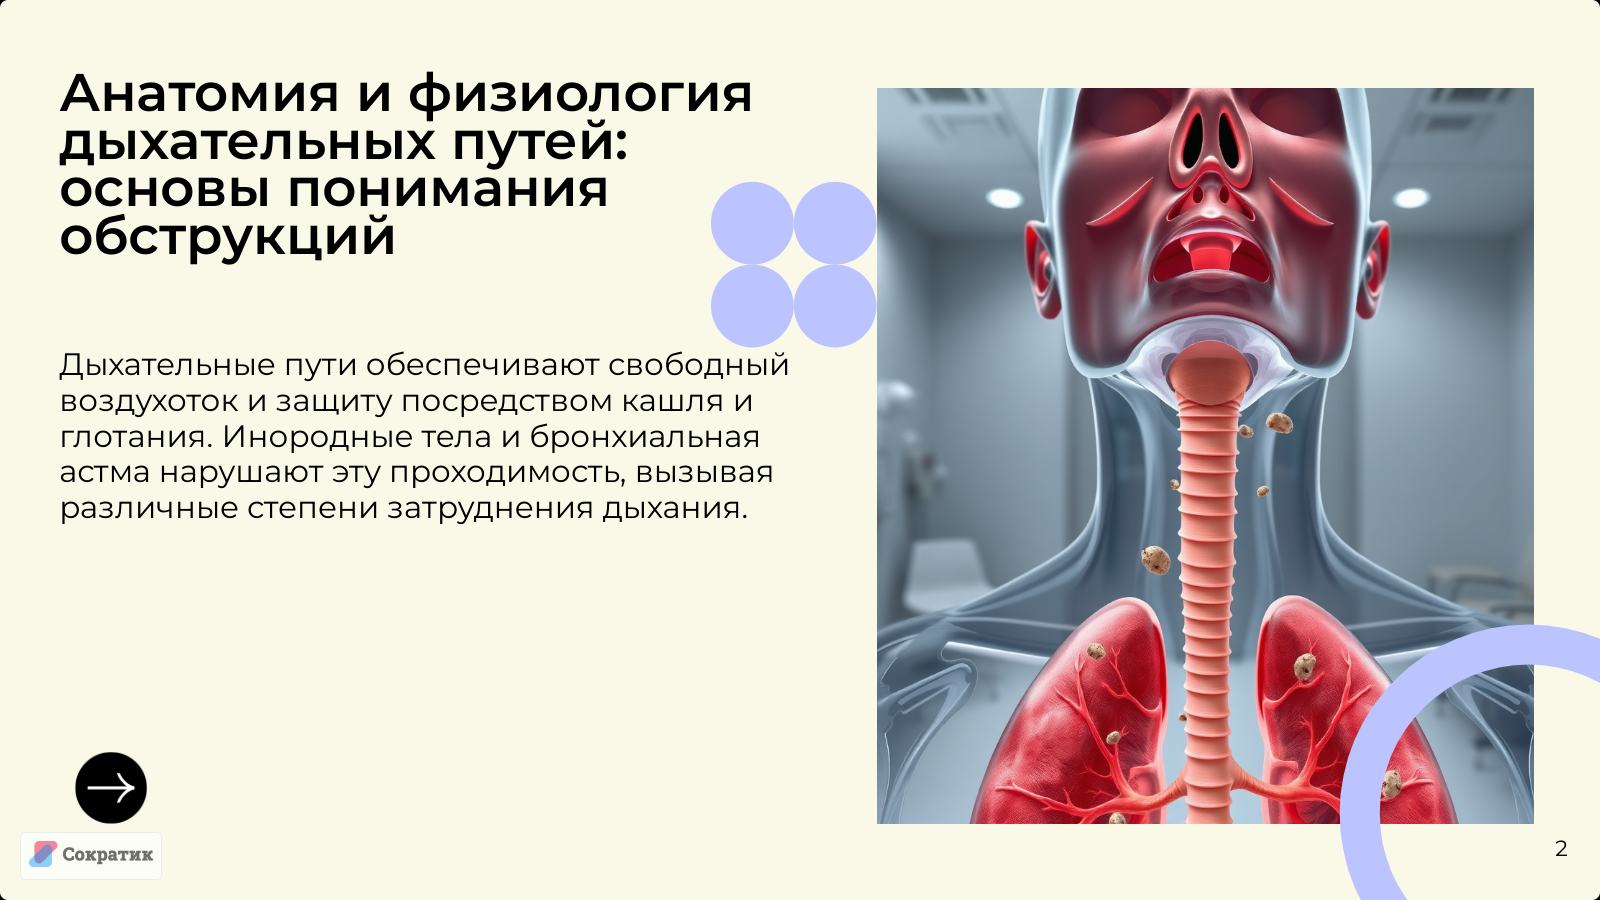 Анатомия и физиология
дыхательных путей:
основы понимания
обструкций
Дыхательные пути обеспечивают свободный
воздухоток и защиту посредством кашля и
глотания. Инородные тела и бронхиальная
астма нарушают эту проходимость, вызывая
различные степени затруднения дыхания.
Сократик
2